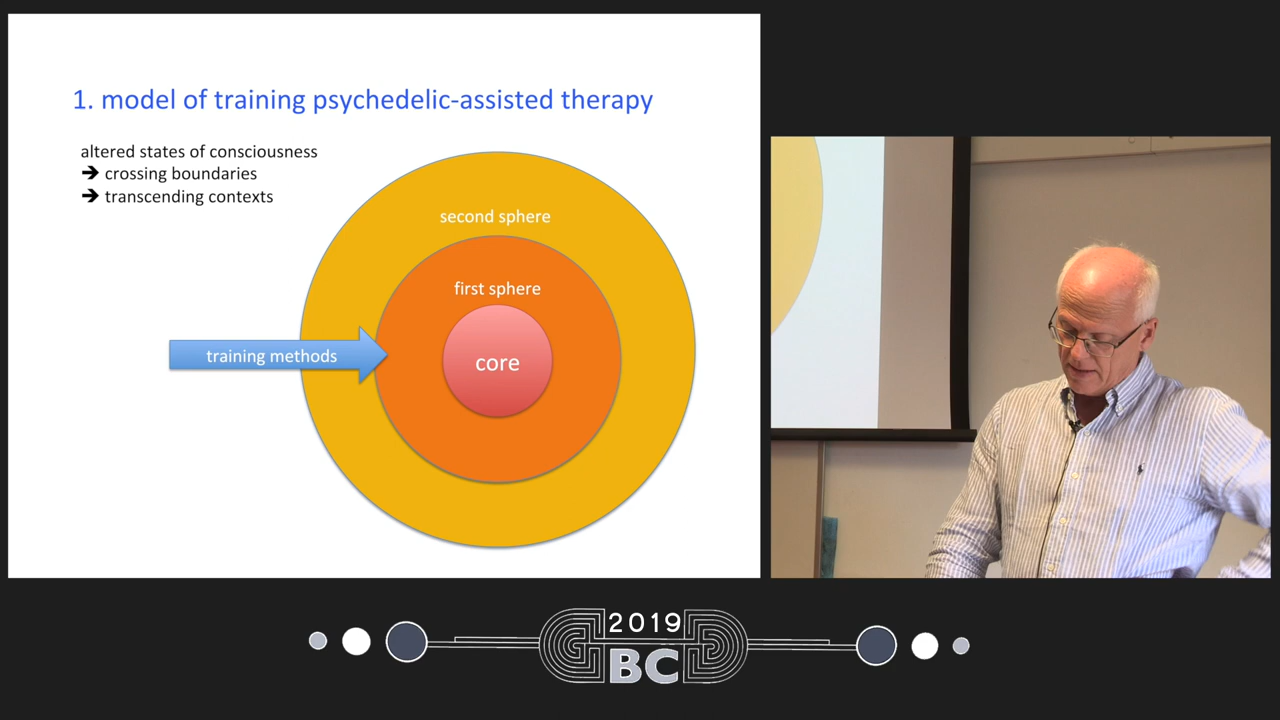 1. model of training psychedelic-assisted therapy
altered states of consciousness
➔ crossing boundaries
➔ transcending contexts
second sphere
first sphere
training methods
core
2019
BC